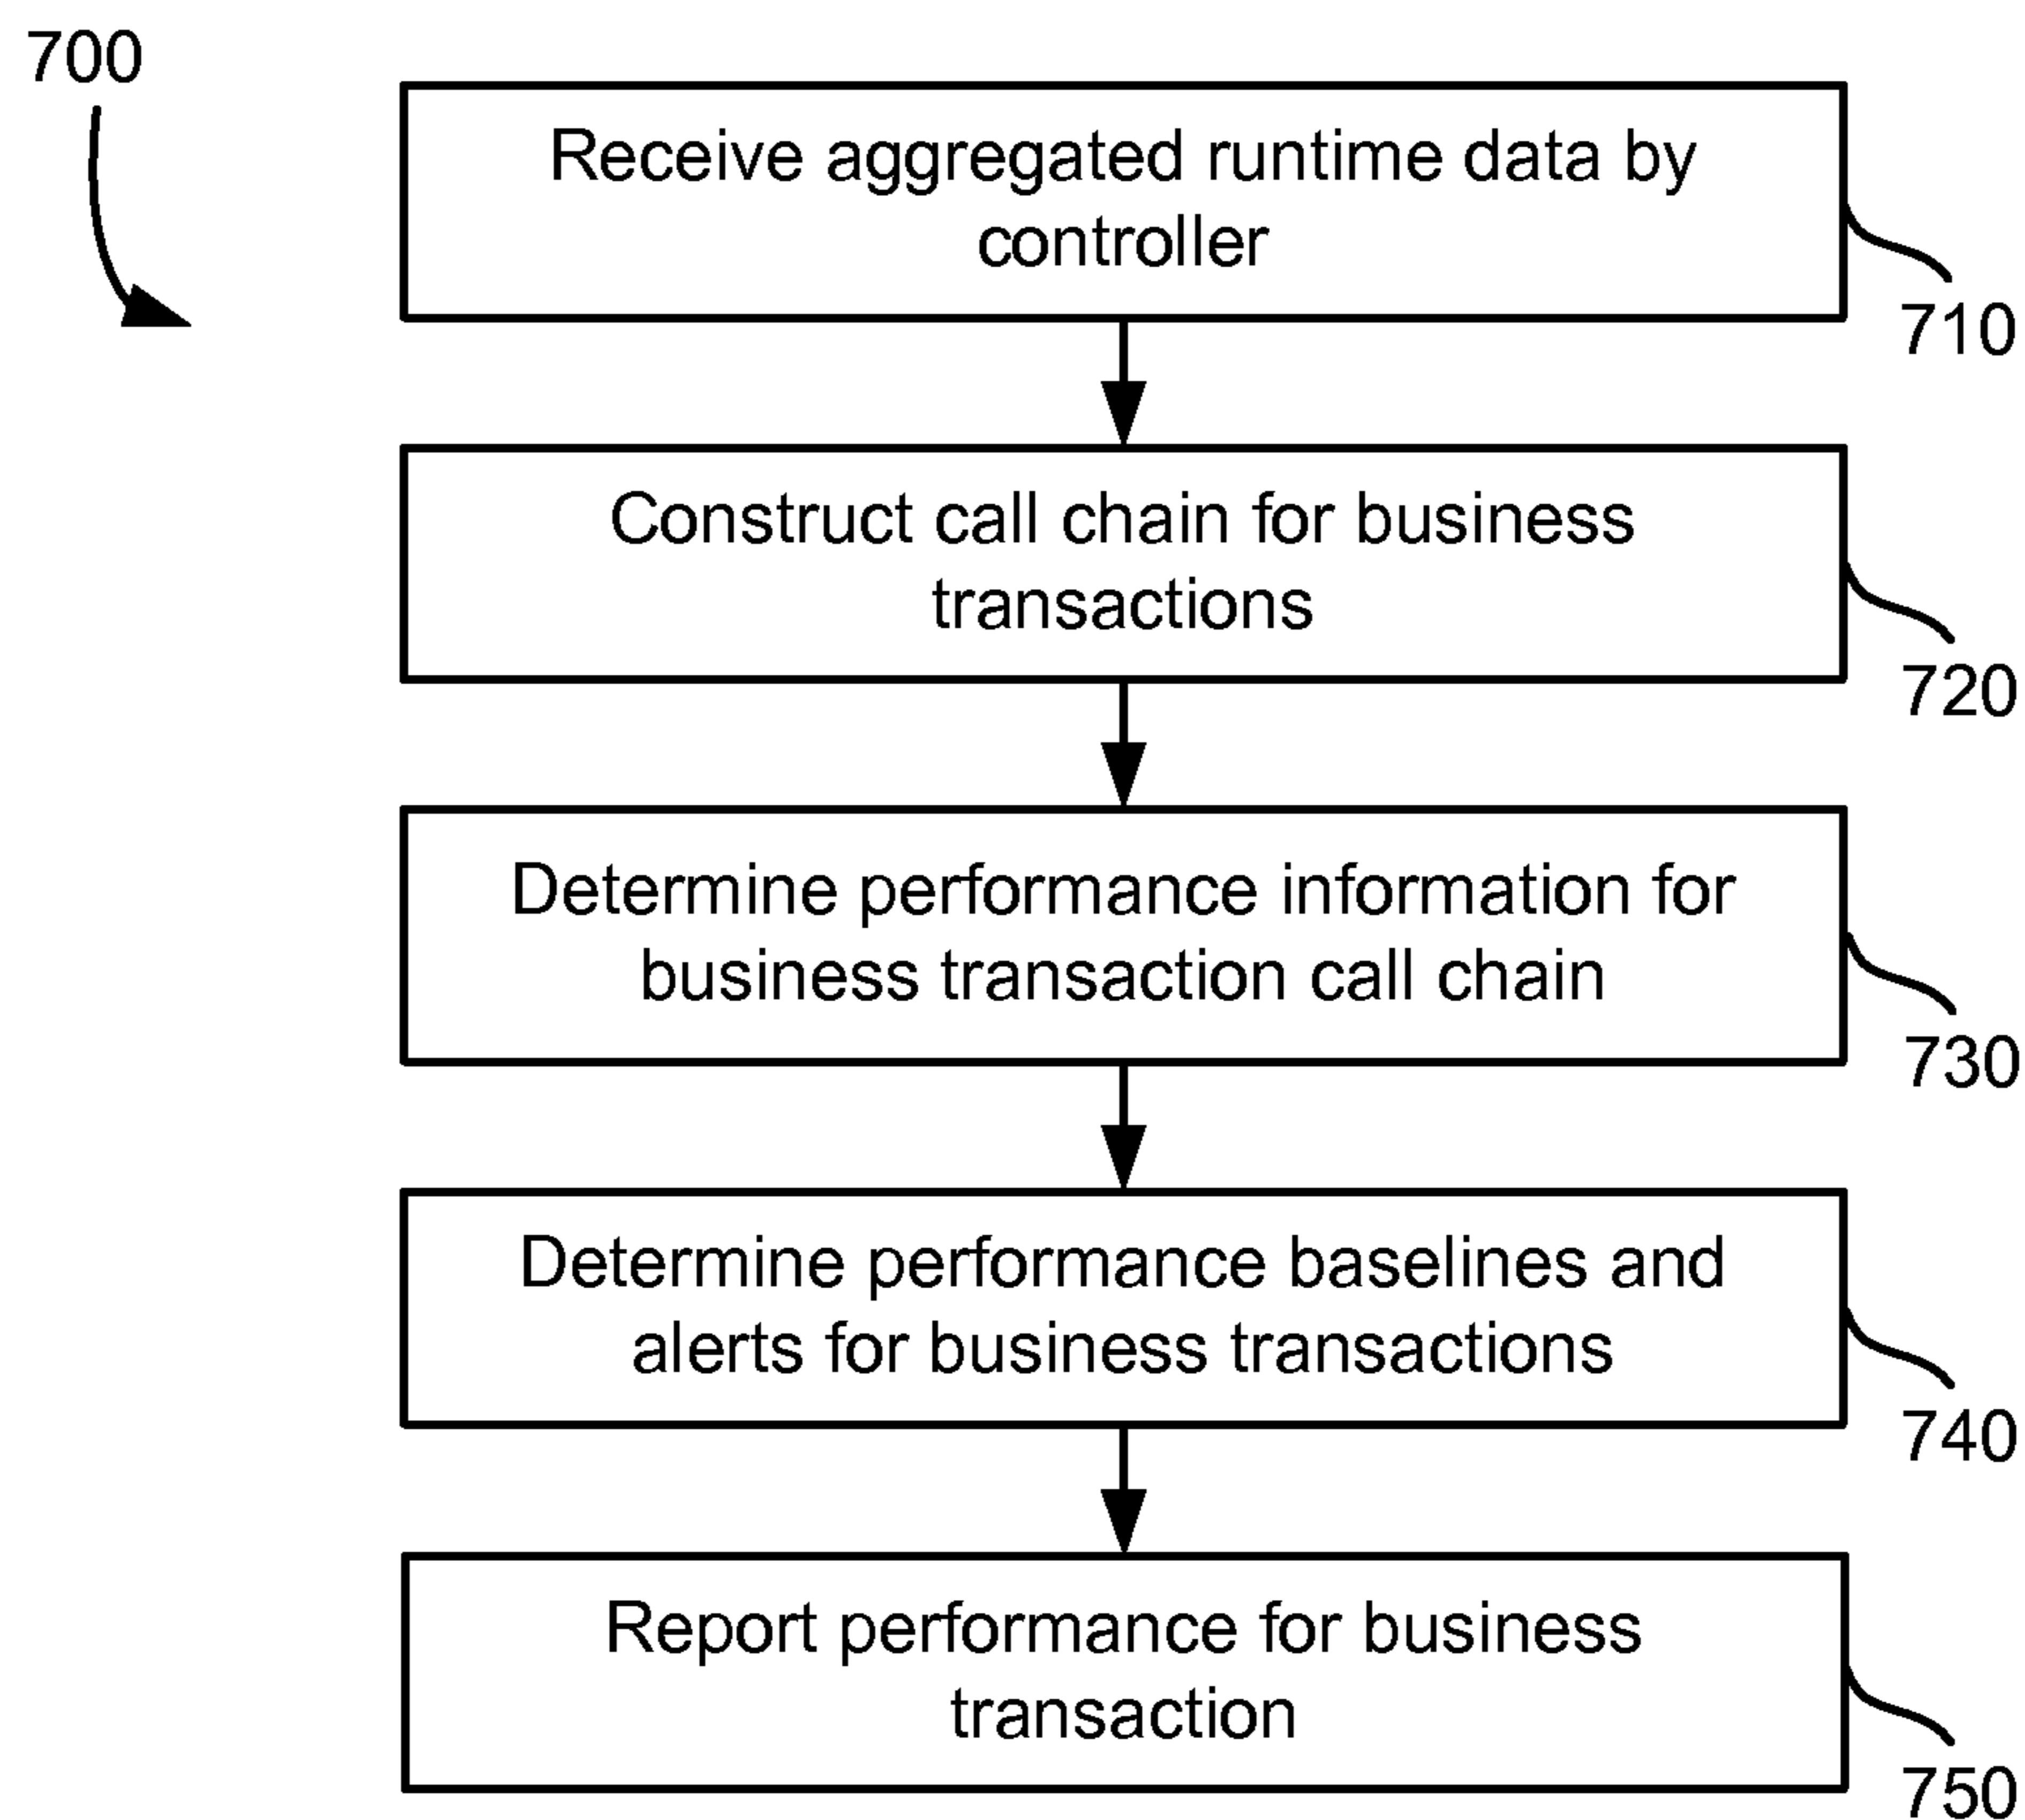 700
Receive aggregated runtime data by
controller
710
Construct call chain for business
transactions
720
Determine performance information for
business transaction call chain
730
Determine performance baselines and
alerts for business transactions
740
Report performance for business
transaction
750